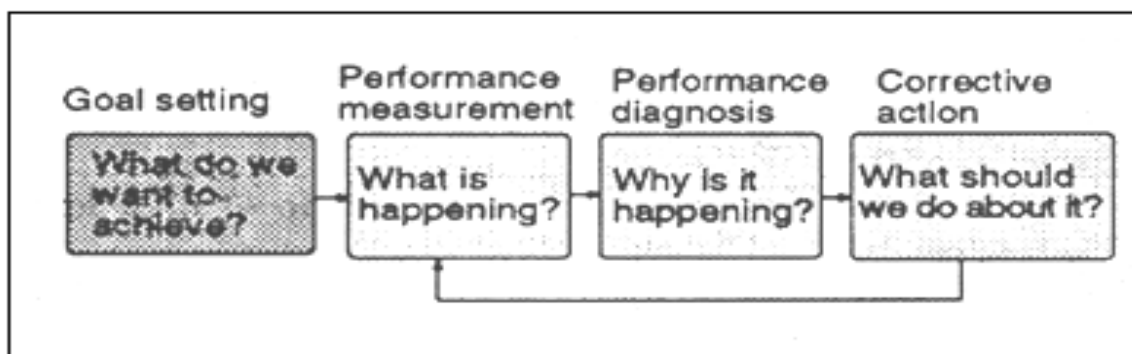 Goal setting
What do we
want to
achieve?
Performance
measurement
What is
happening?
Performance
diagnosis
Why is it
happening?
Corrective
action
What should
we do about it?